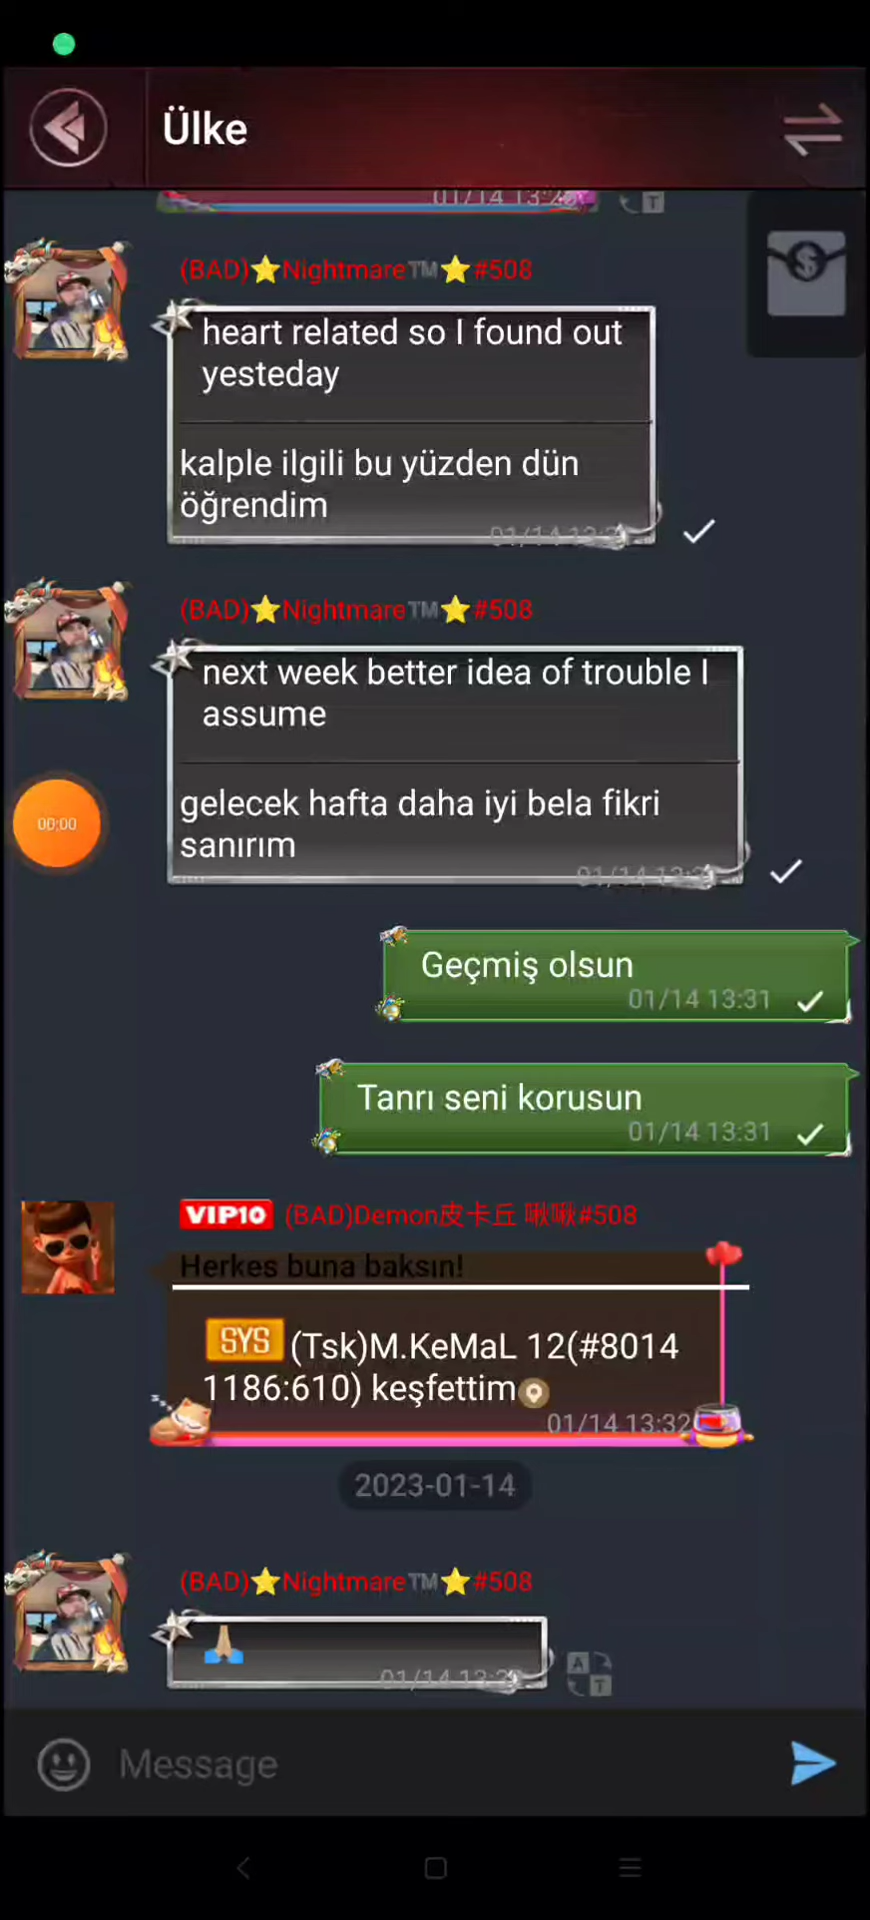 Ülke
(BAD)⭐Nightmare™⭐#508
heart related so I found out
yesteday
kalple ilgili bu yüzden dün
öğrendim
(BAD)⭐Nightmare™⭐#508
next week better idea of trouble I
assume
gelecek hafta daha iyi bela fikri
sanırım
00:00
Geçmiş olsun
01/14 13:31
Tanrı seni korusun
01/14 13:31
VIP10 (BAD)Demon皮卡丘 啾啾#508
Herkes buna baksın!
SYS (Tsk)M.KeMaL 12(#8014
1186:610) keşfettim
01/14 13:32
2023-01-14
(BAD)⭐Nightmare™⭐#508
🙏
Message